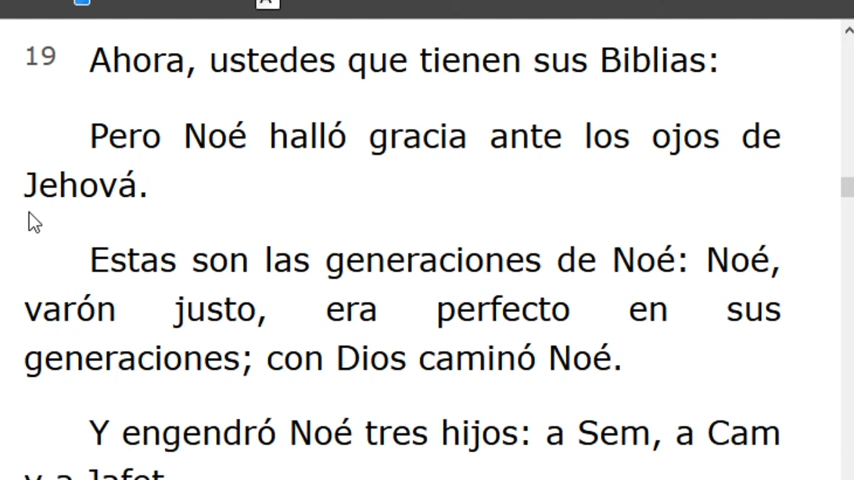 19 Ahora, ustedes que tienen sus Biblias:
Pero Noé halló gracia ante los ojos de
Jehová.
Estas son las generaciones de Noé: Noé,
varón justo, era perfecto en sus
generaciones; con Dios caminó Noé.
Y engendró Noé tres hijos: a Sem, a Cam
y a Jafet